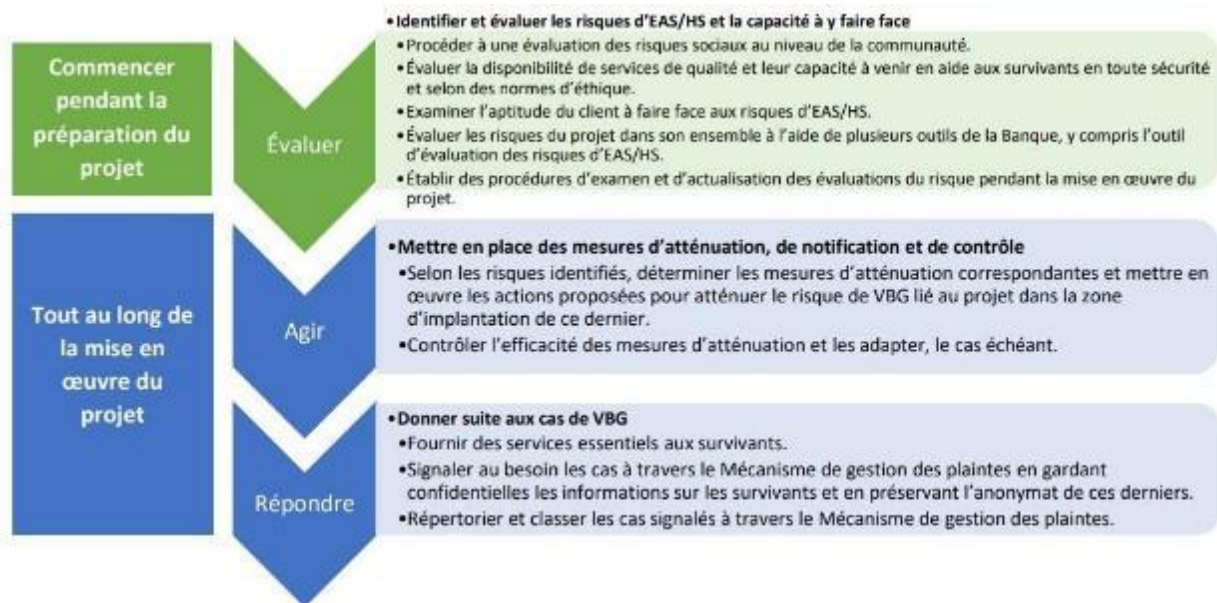 Commencer
pendant la
préparation du
projet
Évaluer
•Identifier et évaluer les risques d'EAS/HS et la capacité à y faire face
•Procéder à une évaluation des risques sociaux au niveau de la communauté.
•Évaluer la disponibilité de services de qualité et leur capacité à venir en aide aux survivants en toute sécurité
et selon des normes d'éthique.
•Examiner l'aptitude du client à faire face aux risques d'EAS/HS.
•Évaluer les risques du projet dans son ensemble à l'aide de plusieurs outils de la Banque, y compris l'outil
d'évaluation des risques d'EAS/HS.
•Établir des procédures d'examen et d'actualisation des évaluations du risque pendant la mise en œuvre du
projet.
Tout au long de
la mise en
œuvre du
projet
Agir
•Mettre en place des mesures d'atténuation, de notification et de contrôle
•Selon les risques identifiés, déterminer les mesures d'atténuation correspondantes et mettre en
œuvre les actions proposées pour atténuer le risque de VBG lié au projet dans la zone
d'implantation de ce dernier.
•Contrôler l'efficacité des mesures d'atténuation et les adapter, le cas échéant.
Répondre
•Donner suite aux cas de VBG
•Fournir des services essentiels aux survivants.
•Signaler au besoin les cas à travers le Mécanisme de gestion des plaintes en gardant
confidentielles les informations sur les survivants et en préservant l'anonymat de ces derniers.
•Répertorier et classer les cas signalés à travers le Mécanisme de gestion des plaintes.